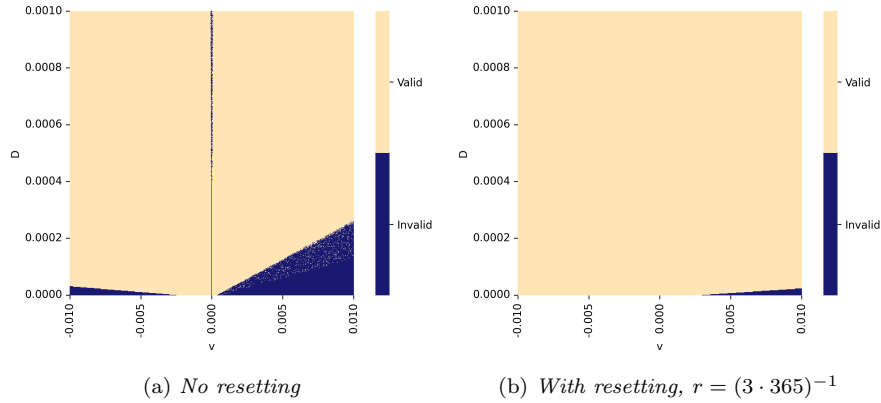 0.0010
0.0008
0.0006
0.0004
0.0002
0.0000
D
-0.010
-0.005
0.000
0.005
0.010
v
Valid
Invalid
(a) No resetting
0.0010
0.0008
0.0006
0.0004
0.0002
0.0000
D
-0.010
-0.005
0.000
0.005
0.010
v
Valid
Invalid
(b) With resetting, r = (3 · 365)⁻¹